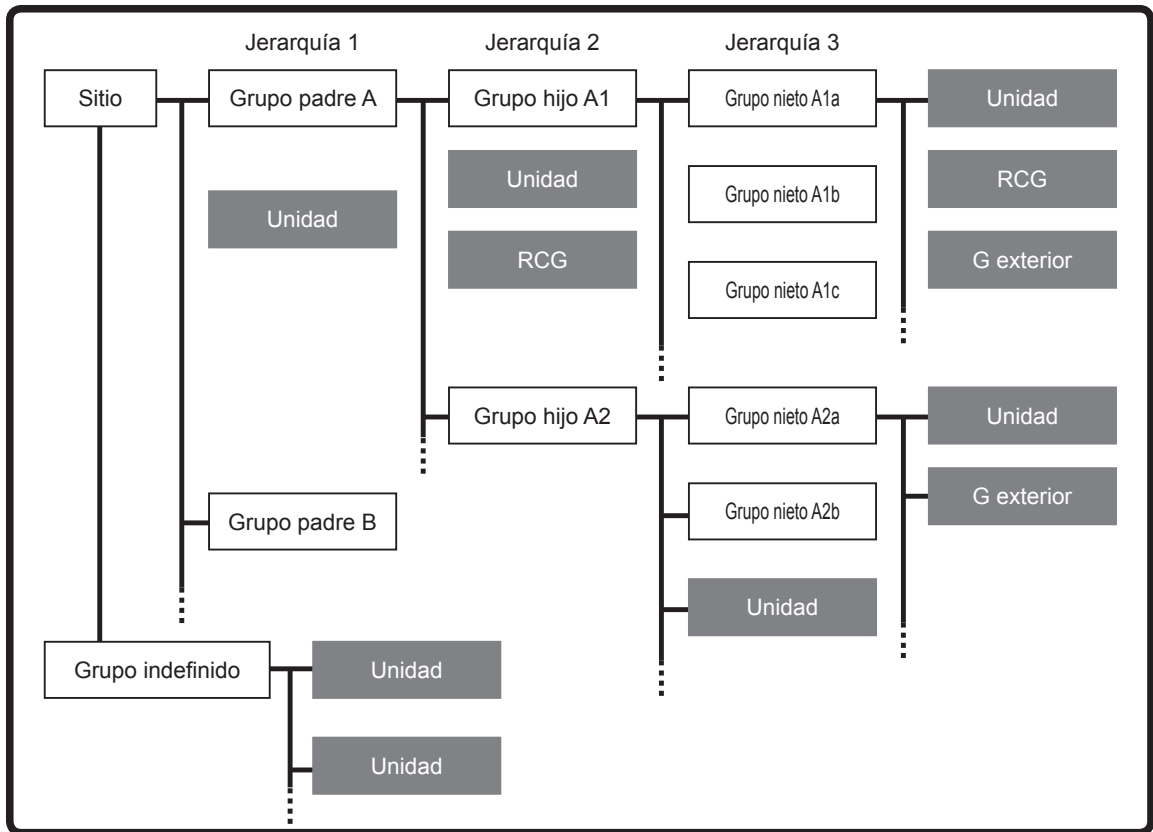 Jerarquía 1
Jerarquía 2
Jerarquía 3
Sitio
Grupo padre A
Grupo hijo A1
Grupo nieto A1a
Unidad
Unidad
Unidad
RCG
Grupo nieto A1b
Grupo nieto A1c
RCG
G exterior
Grupo hijo A2
Grupo nieto A2a
Unidad
Grupo padre B
Grupo nieto A2b
G exterior
Unidad
Grupo indefinido
Unidad
Unidad